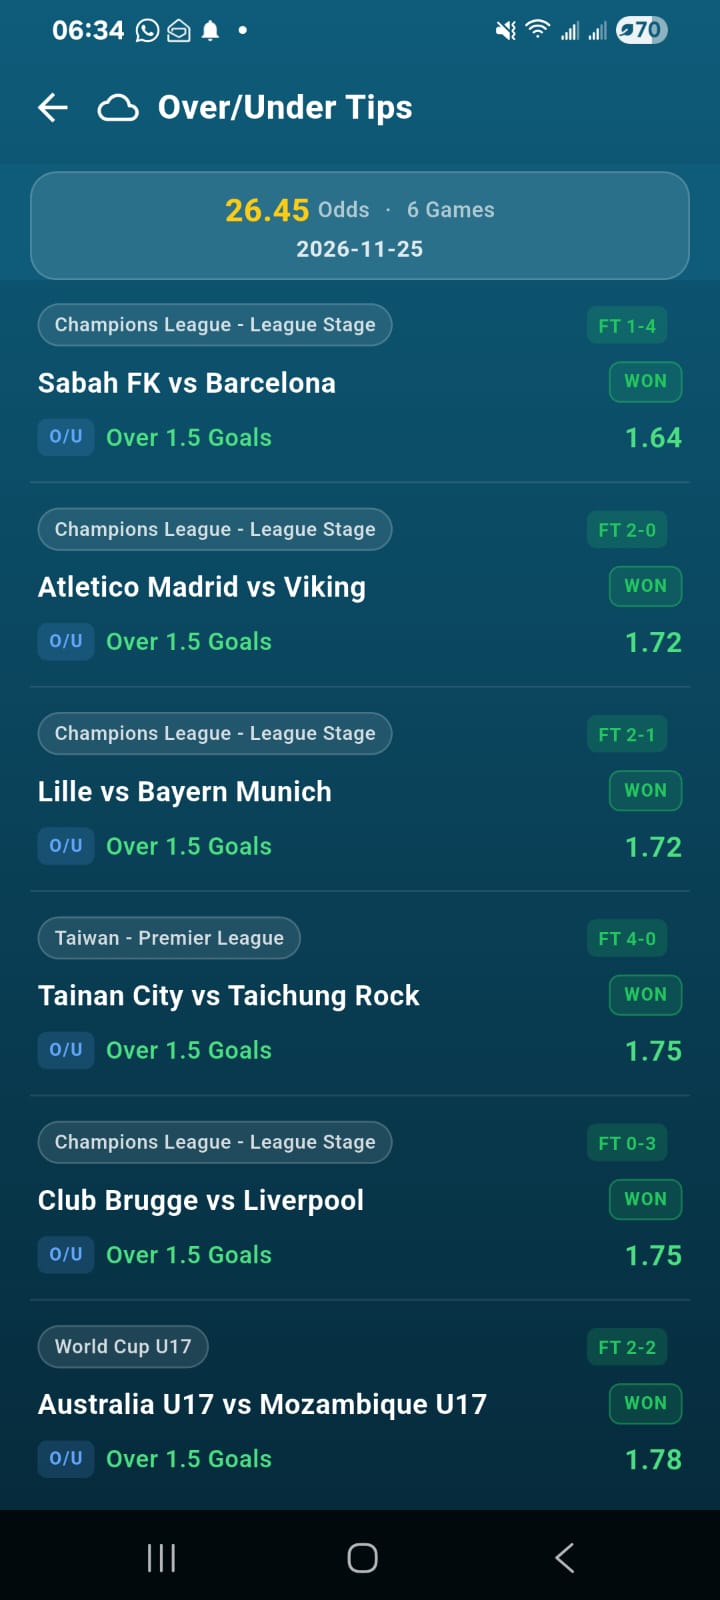 06:34
70
Over/Under Tips
26.45 Odds · 6 Games
2026-11-25
Champions League - League Stage FT 1-4
Sabah FK vs Barcelona WON
O/U Over 1.5 Goals 1.64
Champions League - League Stage FT 2-0
Atletico Madrid vs Viking WON
O/U Over 1.5 Goals 1.72
Champions League - League Stage FT 2-1
Lille vs Bayern Munich WON
O/U Over 1.5 Goals 1.72
Taiwan - Premier League FT 4-0
Tainan City vs Taichung Rock WON
O/U Over 1.5 Goals 1.75
Champions League - League Stage FT 0-3
Club Brugge vs Liverpool WON
O/U Over 1.5 Goals 1.75
World Cup U17 FT 2-2
Australia U17 vs Mozambique U17 WON
O/U Over 1.5 Goals 1.78